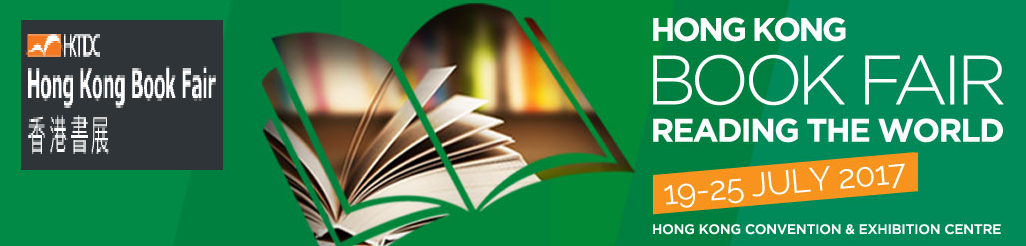 HKTDC
Hong Kong Book Fair
香港書展
HONG KONG
BOOK FAIR
READING THE WORLD
19-25 JULY 2017
HONG KONG CONVENTION & EXHIBITION CENTRE